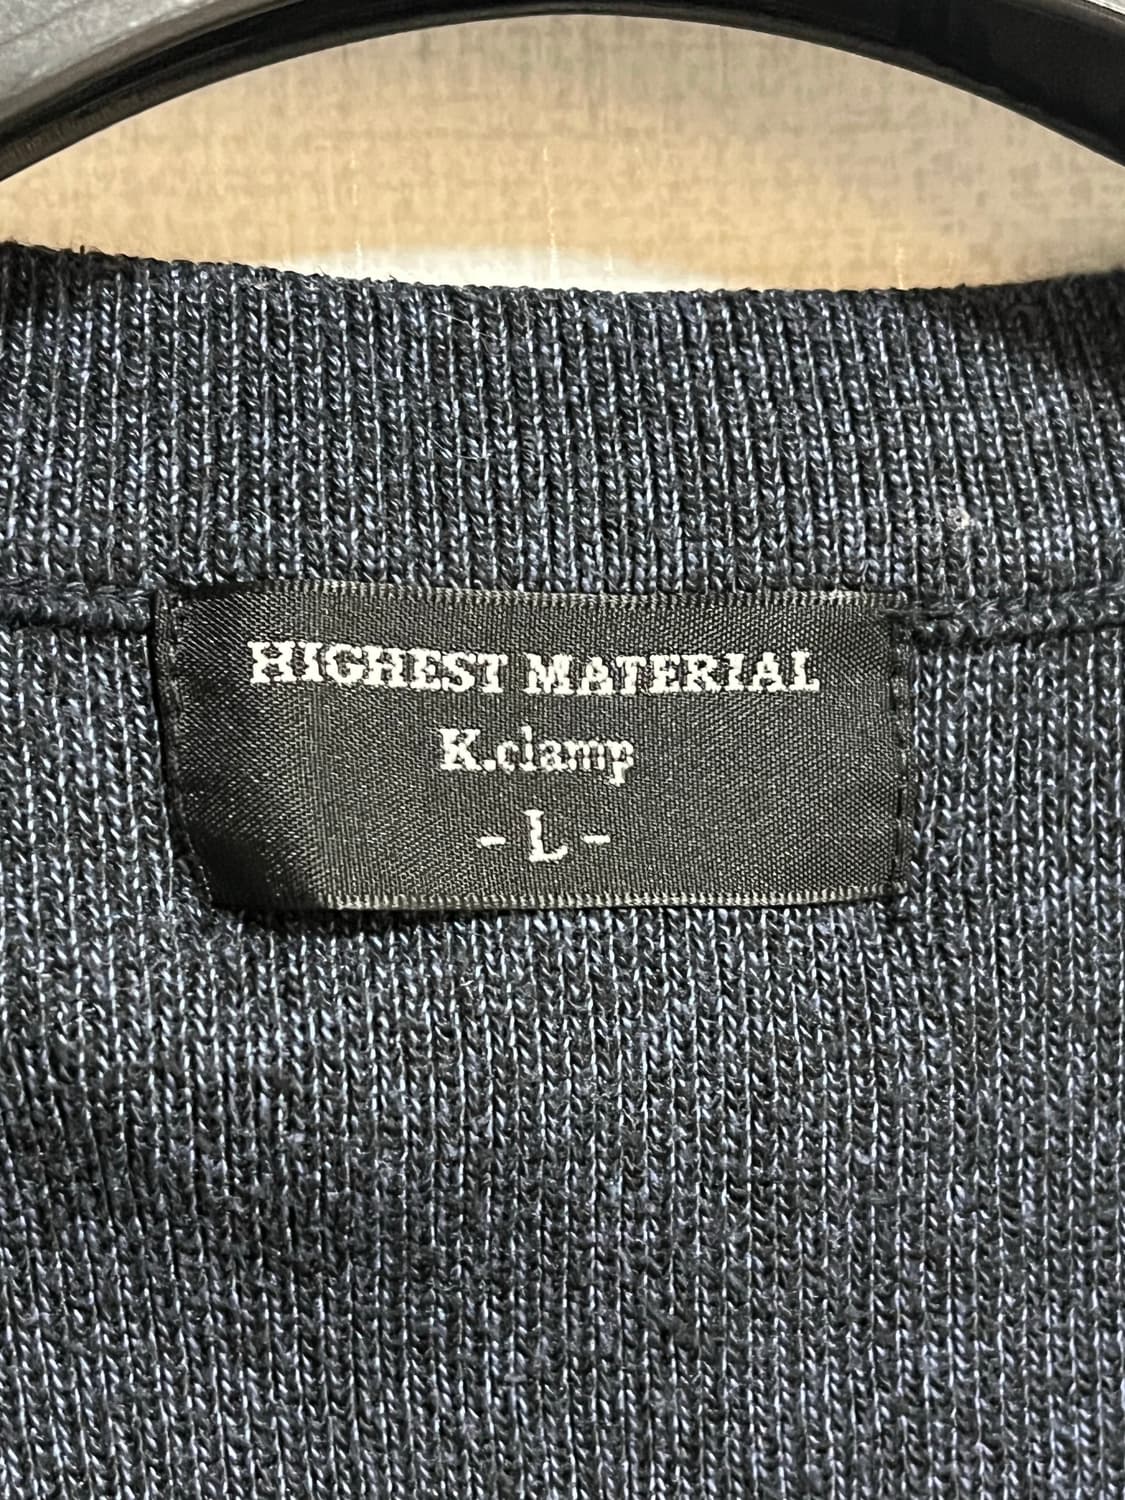 HIGHEST MATERIAL
K.clamp
- L -